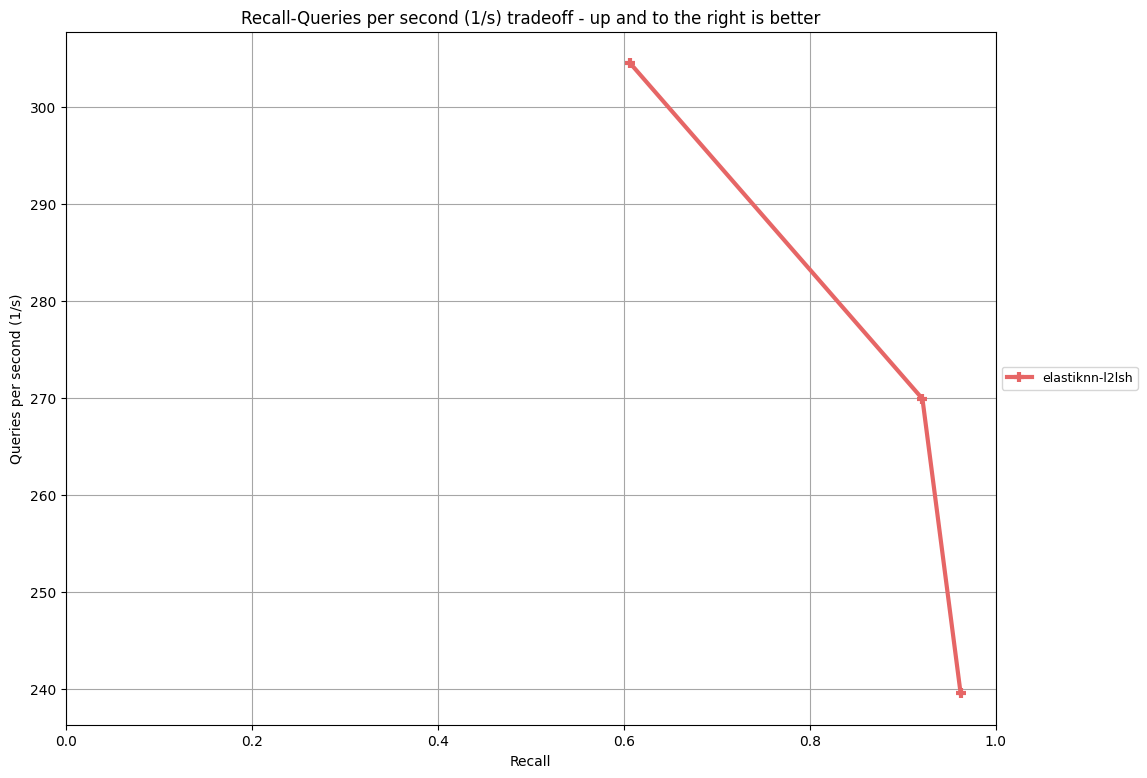 Recall-Queries per second (1/s) tradeoff - up and to the right is better
Queries per second (1/s)
300
290
280
270
260
250
240
0.0 0.2 0.4 0.6 0.8 1.0
Recall
elastiknn-l2lsh